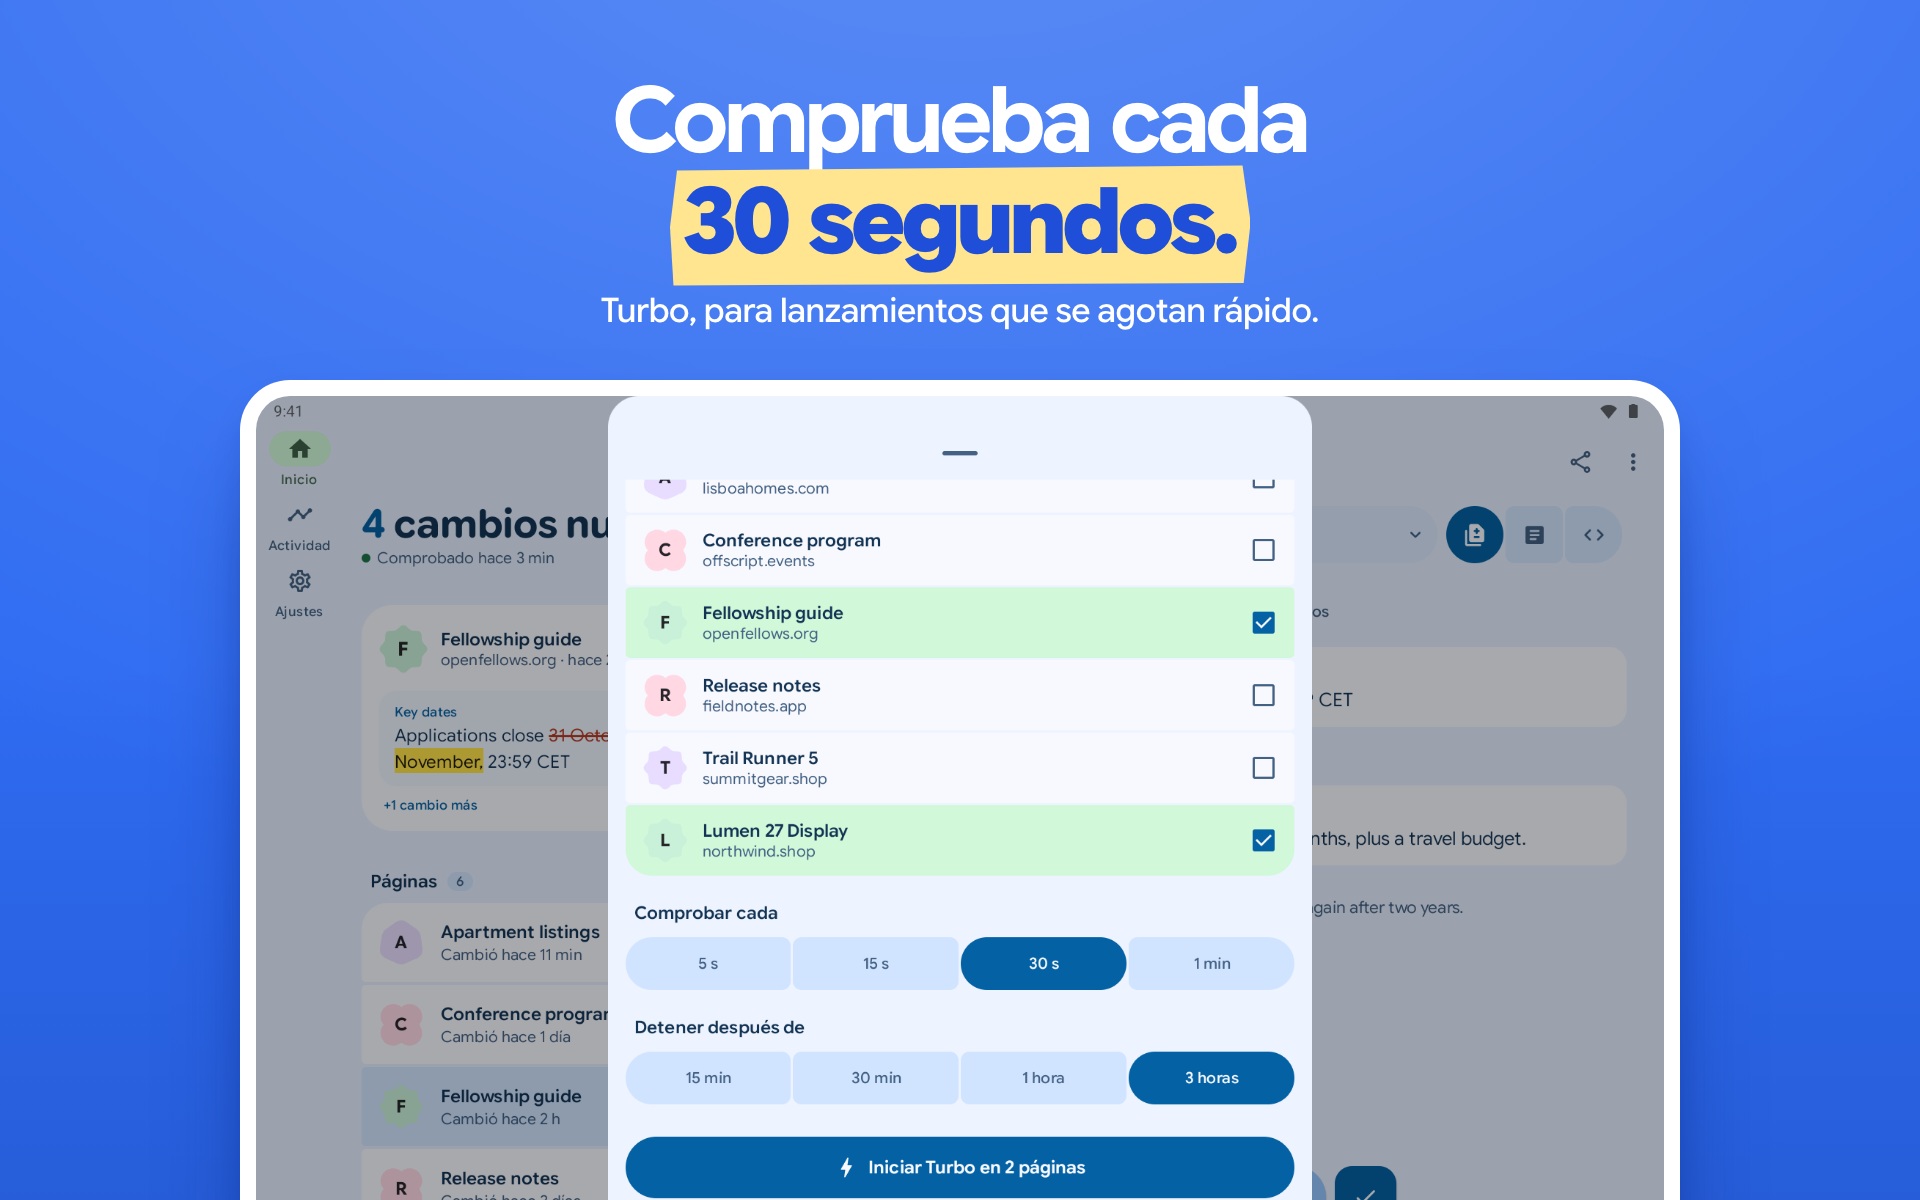 Comprueba cada
30 segundos.
Turbo, para lanzamientos que se agotan rápido.
9:41
Inicio
Actividad
Ajustes
4 cambios nu
Comprobado hace 3 min
F
Fellowship guide
openfellows.org · hace
Key dates
Applications close 31 Octo
November, 23:59 CET
+1 cambio más
Páginas 6
A
Apartment listings
Cambió hace 11 min
C
Conference program
Cambió hace 1 día
F
Fellowship guide
Cambió hace 2 h
R
Release notes
lisboahomes.com
C
Conference program
offscript.events
F
Fellowship guide
openfellows.org
R
Release notes
fieldnotes.app
T
Trail Runner 5
summitgear.shop
L
Lumen 27 Display
northwind.shop
Comprobar cada
5 s
15 s
30 s
1 min
Detener después de
15 min
30 min
1 hora
3 horas
Iniciar Turbo en 2 páginas
os
CET
nths, plus a travel budget.
gain after two years.